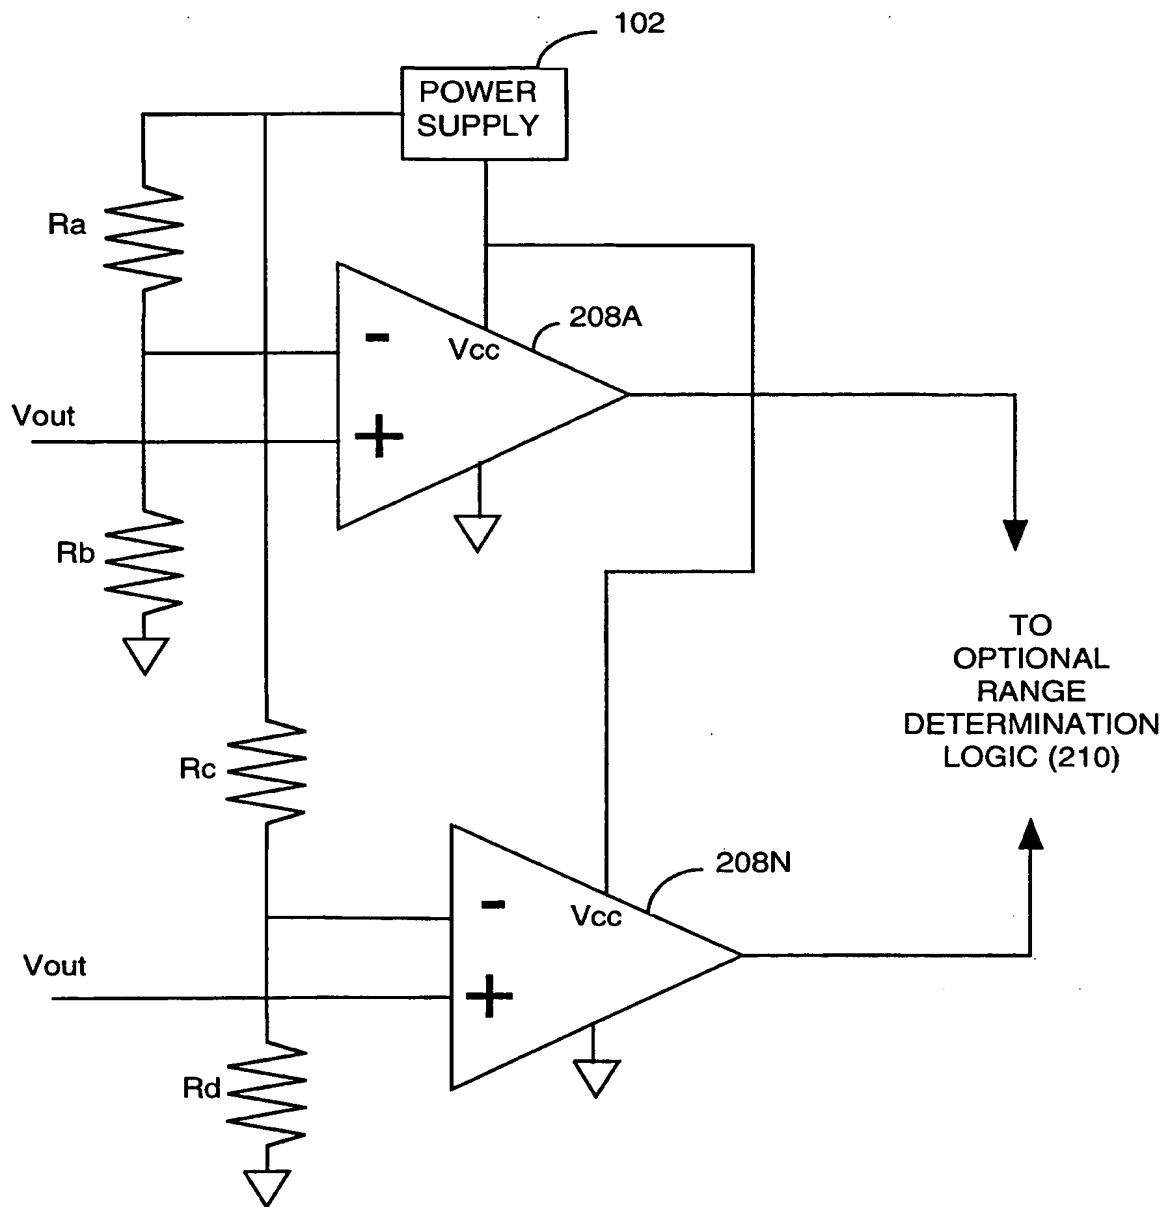 102
POWER
SUPPLY
Ra
208A
-
Vcc
Vout
+
Rb
TO
OPTIONAL
RANGE
DETERMINATION
LOGIC (210)
Rc
208N
-
Vcc
Vout
+
Rd